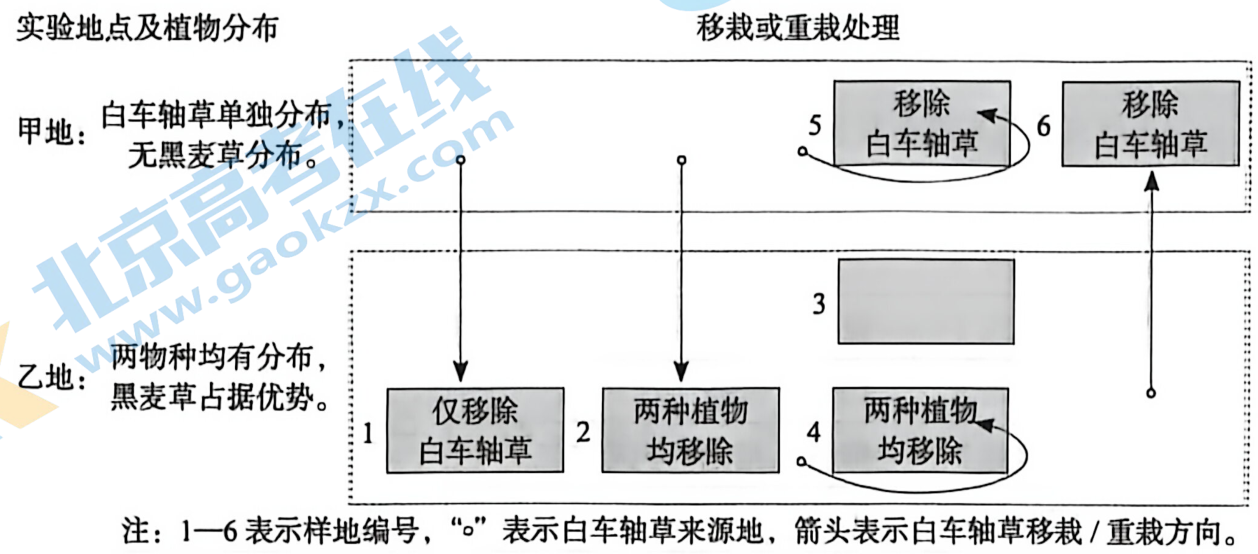 实验地点及植物分布
移栽或重栽处理
甲地：
白车轴草单独分布，
无黑麦草分布。
5
移除
白车轴草
6
移除
白车轴草
乙地：
两物种均有分布，
黑麦草占据优势。
3
1
仅移除
白车轴草
2
两种植物
均移除
4
两种植物
均移除
注：1—6 表示样地编号，“o”表示白车轴草来源地，箭头表示白车轴草移栽 / 重栽方向。
北京高考在线
www.gaokzx.com